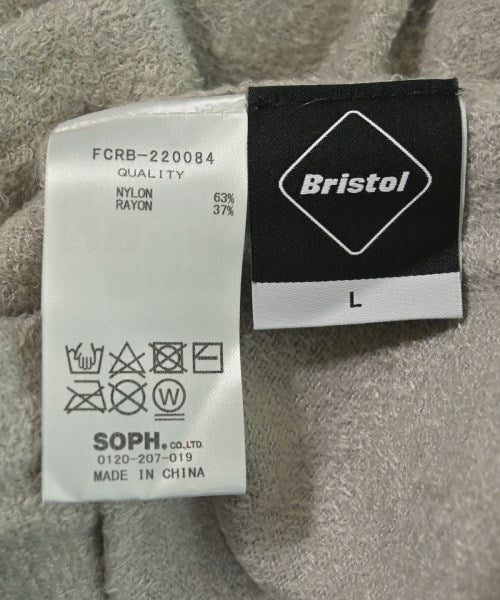 FCRB-220084
QUALITY
NYLON 63%
RAYON 37%
W
SOPH.CO.,LTD.
0120-207-019
MADE IN CHINA
Bristol
L